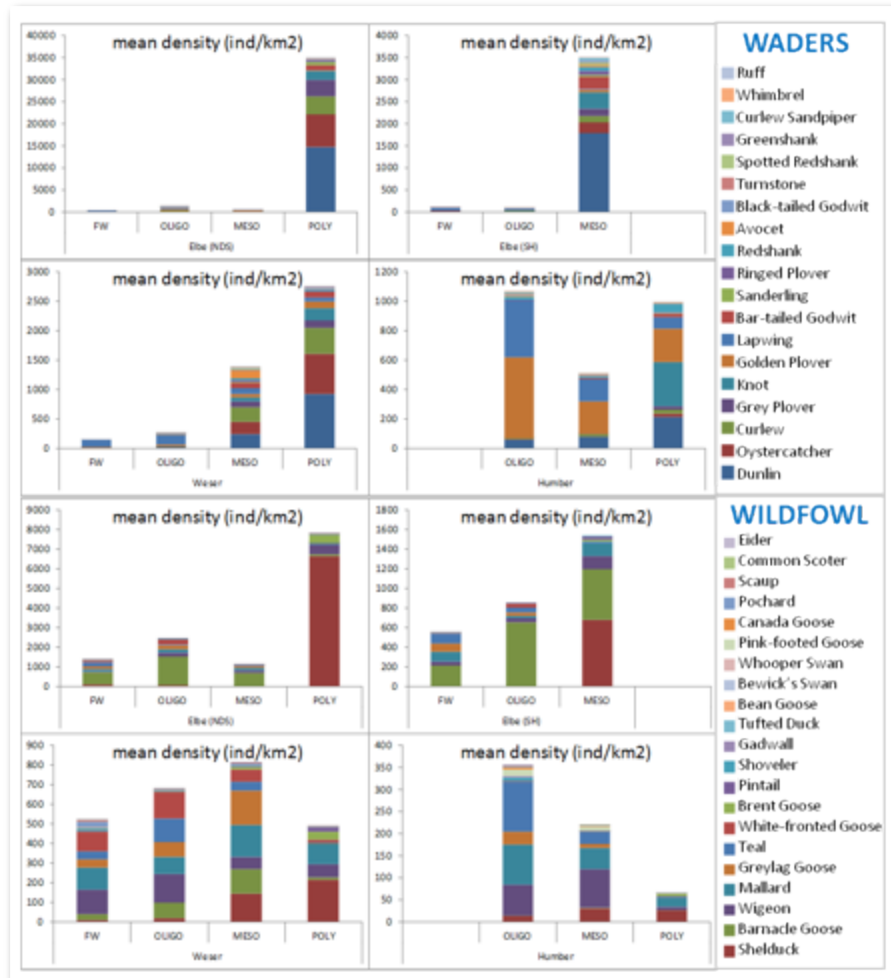 mean density (ind/km2)
40000
35000
30000
25000
20000
15000
10000
5000
0
FW OLIGO MESO POLY
Elbe (NDS)
mean density (ind/km2)
4000
3500
3000
2500
2000
1500
1000
500
0
FW OLIGO MESO
Elbe (SH)
WADERS
Ruff
Whimbrel
Curlew Sandpiper
Greenshank
Spotted Redshank
Turnstone
Black-tailed Godwit
Avocet
Redshank
Ringed Plover
Sanderling
Bar-tailed Godwit
Lapwing
Golden Plover
Knot
Grey Plover
Curlew
Oystercatcher
Dunlin
mean density (ind/km2)
3000
2500
2000
1500
1000
500
0
FW OLIGO MESO POLY
Weser
mean density (ind/km2)
1200
1000
800
600
400
200
0
OLIGO MESO POLY
Humber
mean density (ind/km2)
9000
8000
7000
6000
5000
4000
3000
2000
1000
0
FW OLIGO MESO POLY
Elbe (NDS)
mean density (ind/km2)
1800
1600
1400
1200
1000
800
600
400
200
0
FW OLIGO MESO
Elbe (SH)
WILDFOWL
Eider
Common Scoter
Scaup
Pochard
Canada Goose
Pink-footed Goose
Whooper Swan
Bewick's Swan
Bean Goose
Tufted Duck
Gadwall
Shoveler
Pintail
Brent Goose
White-fronted Goose
Teal
Greylag Goose
Mallard
Wigeon
Barnacle Goose
Shelduck
mean density (ind/km2)
900
800
700
600
500
400
300
200
100
0
FW OLIGO MESO POLY
Weser
mean density (ind/km2)
400
350
300
250
200
150
100
50
0
OLIGO MESO POLY
Humber